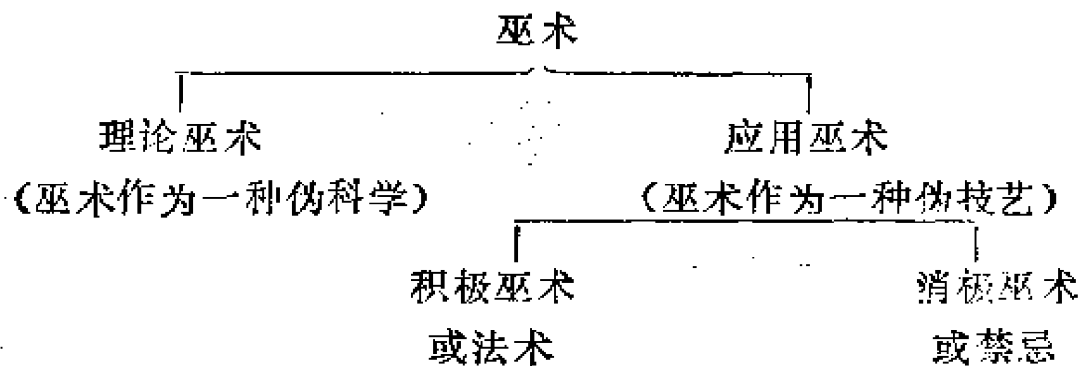 巫术
理论巫术 应用巫术
（巫术作为一种伪科学） （巫术作为一种伪技艺）
积极巫术 消极巫术
或法术 或禁忌